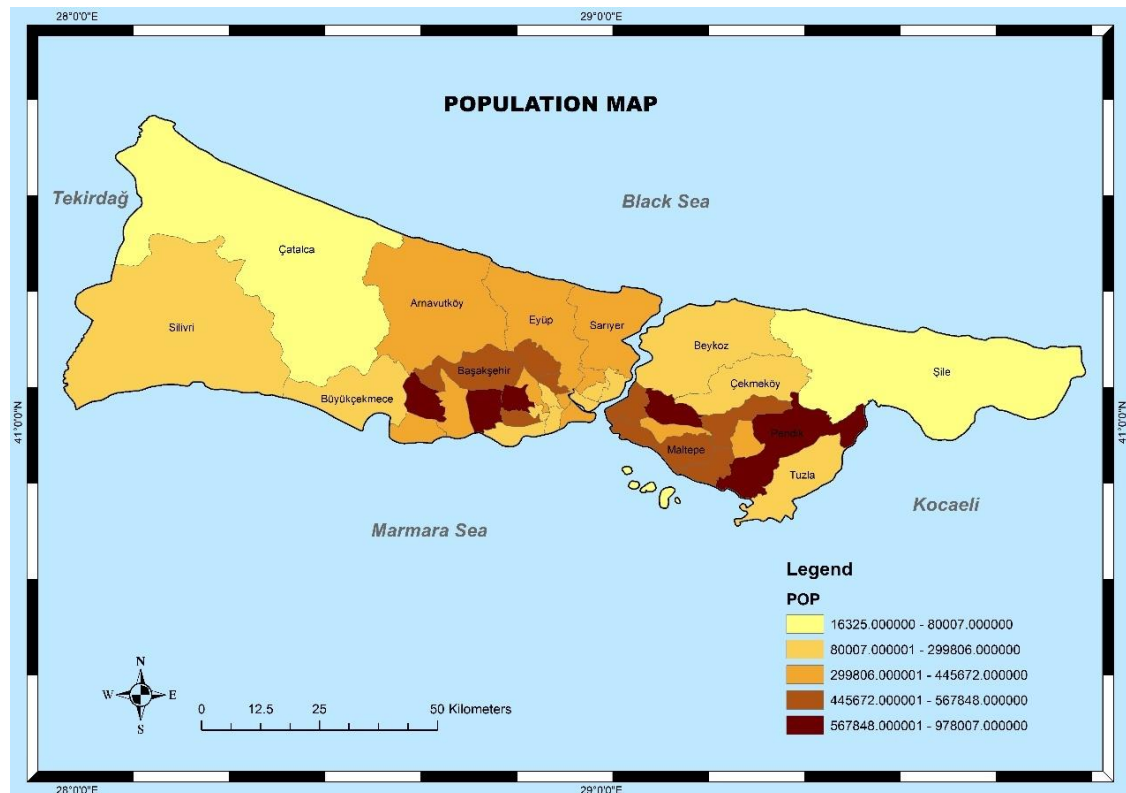 28°0'0"E
29°0'0"E
POPULATION MAP
Tekirdağ
Black Sea
Çatalca
Arnavutköy
Eyüp
Sarıyer
Silivri
Beykoz
Başakşehir
Şile
Çekmeköy
Büyükçekmece
41°0'0"N
41°0'0"N
Pendik
Maltepe
Tuzla
Kocaeli
Marmara Sea
Legend
POP
16325.000000 - 80007.000000
80007.000001 - 299806.000000
299806.000001 - 445672.000000
445672.000001 - 567848.000000
567848.000001 - 978007.000000
N
W
E
S
0 12.5 25 50 Kilometers
28°0'0"E
29°0'0"E